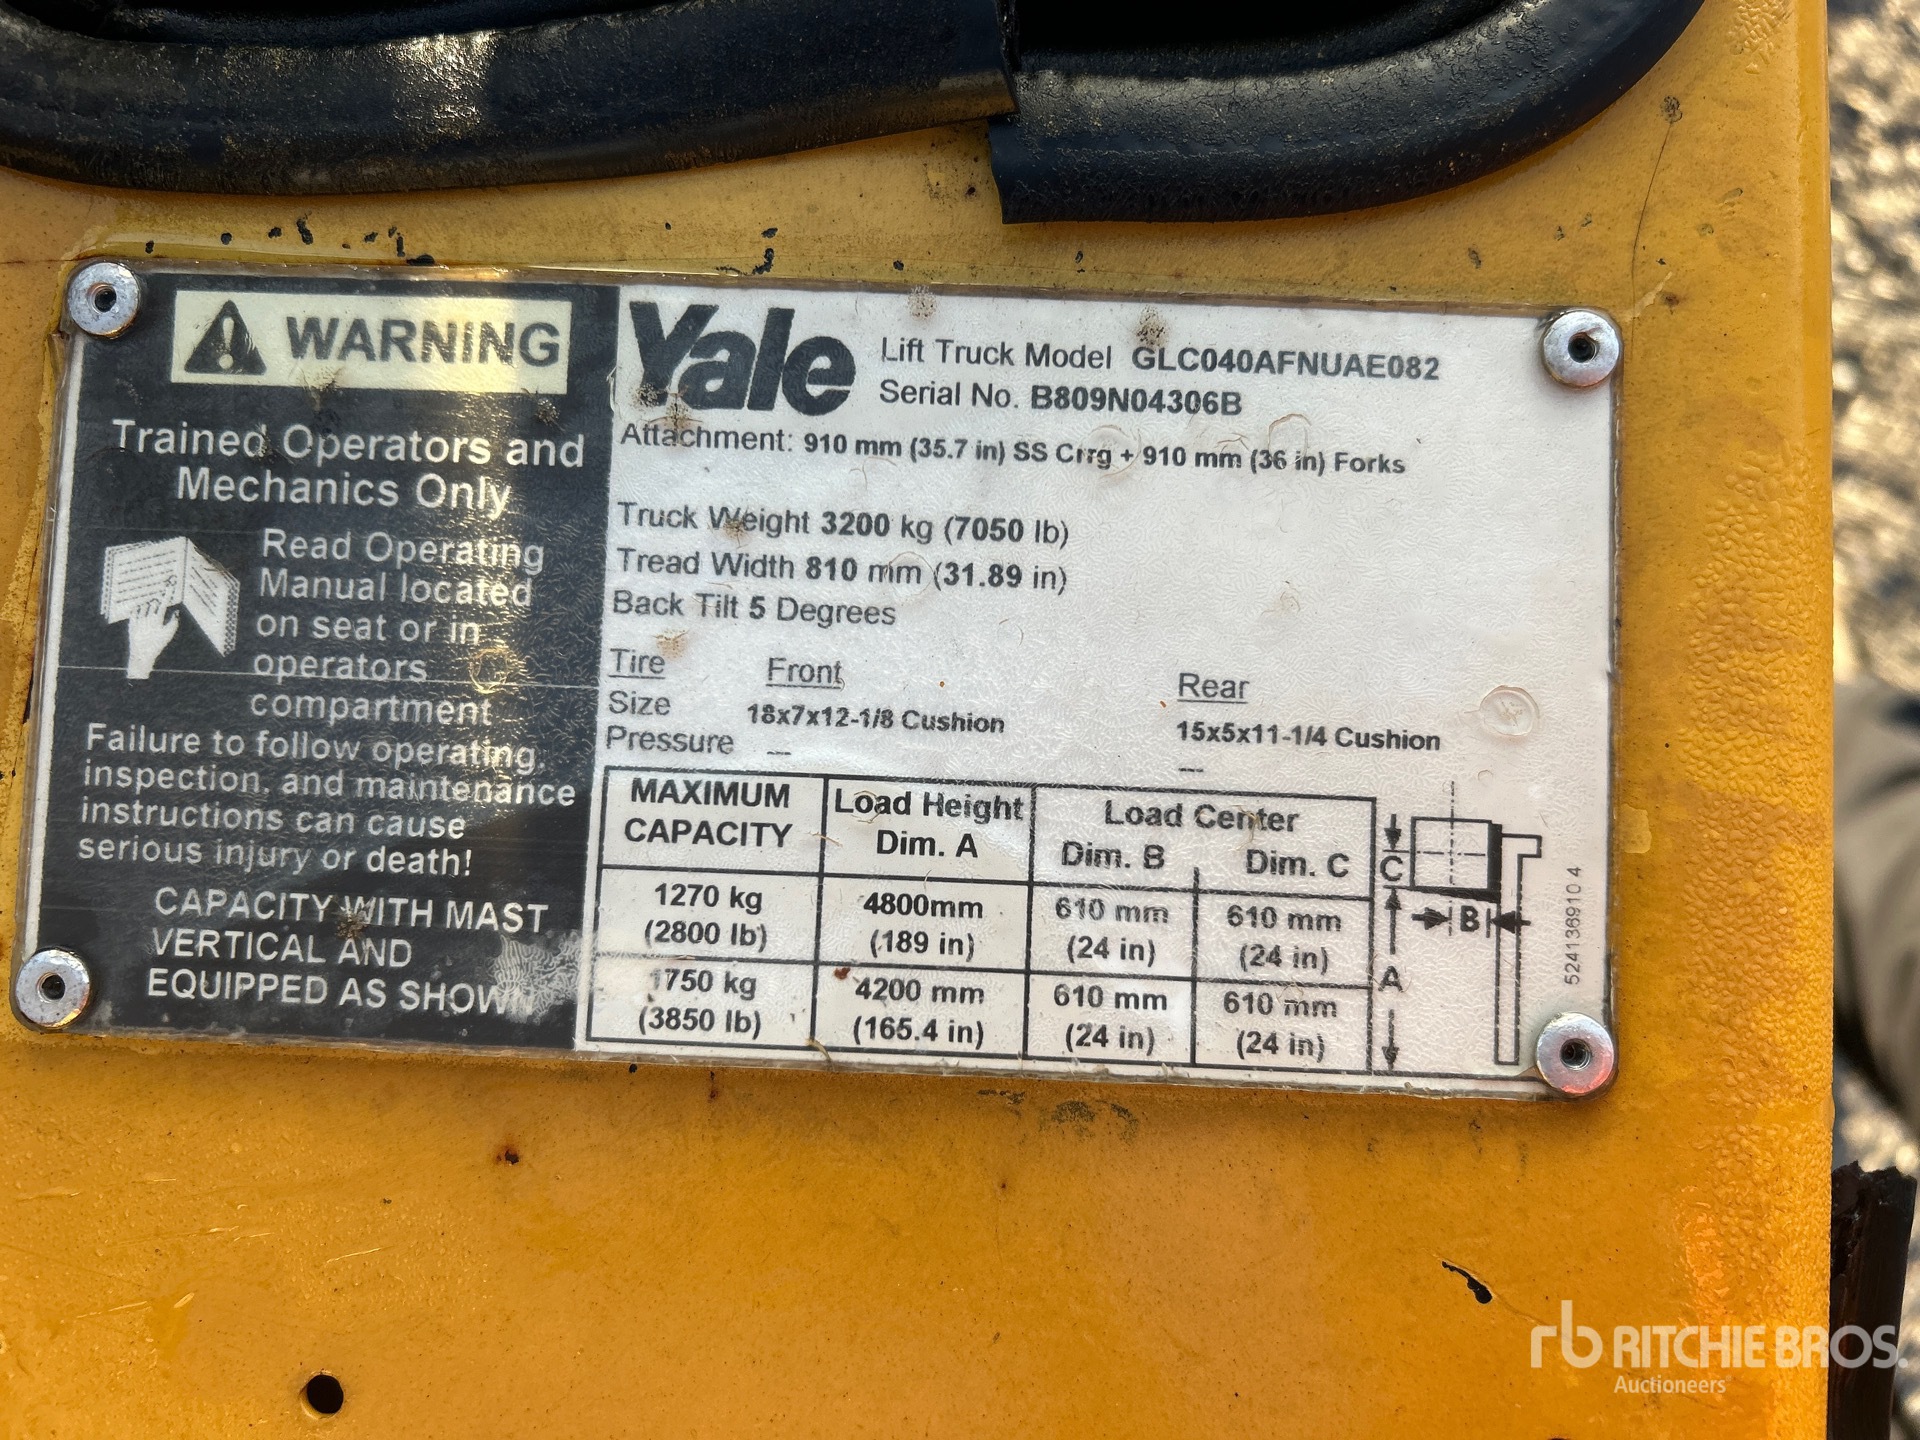 WARNING
Trained Operators and
Mechanics Only
Read Operating
Manual located
on seat or in
operators
compartment
Failure to follow operating,
inspection, and maintenance
instructions can cause
serious injury or death!
CAPACITY WITH MAST
VERTICAL AND
EQUIPPED AS SHOWN
Yale
Lift Truck Model GLC040AFNUAE082
Serial No. B809N04306B
Attachment: 910 mm (35.7 in) SS Crrg + 910 mm (36 in) Forks
Truck Weight 3200 kg (7050 lb)
Tread Width 810 mm (31.89 in)
Back Tilt 5 Degrees
Tire Front Rear
Size 18x7x12-1/8 Cushion 15x5x11-1/4 Cushion
Pressure --- ---
MAXIMUM CAPACITY Load Height Dim. A Load Center Dim. B Dim. C
1270 kg 4800mm 610 mm 610 mm
(2800 lb) (189 in) (24 in) (24 in)
1750 kg 4200 mm 610 mm 610 mm
(3850 lb) (165.4 in) (24 in) (24 in)
C
B
A
524136910 4
rb RITCHIE BROS.
Auctioneers